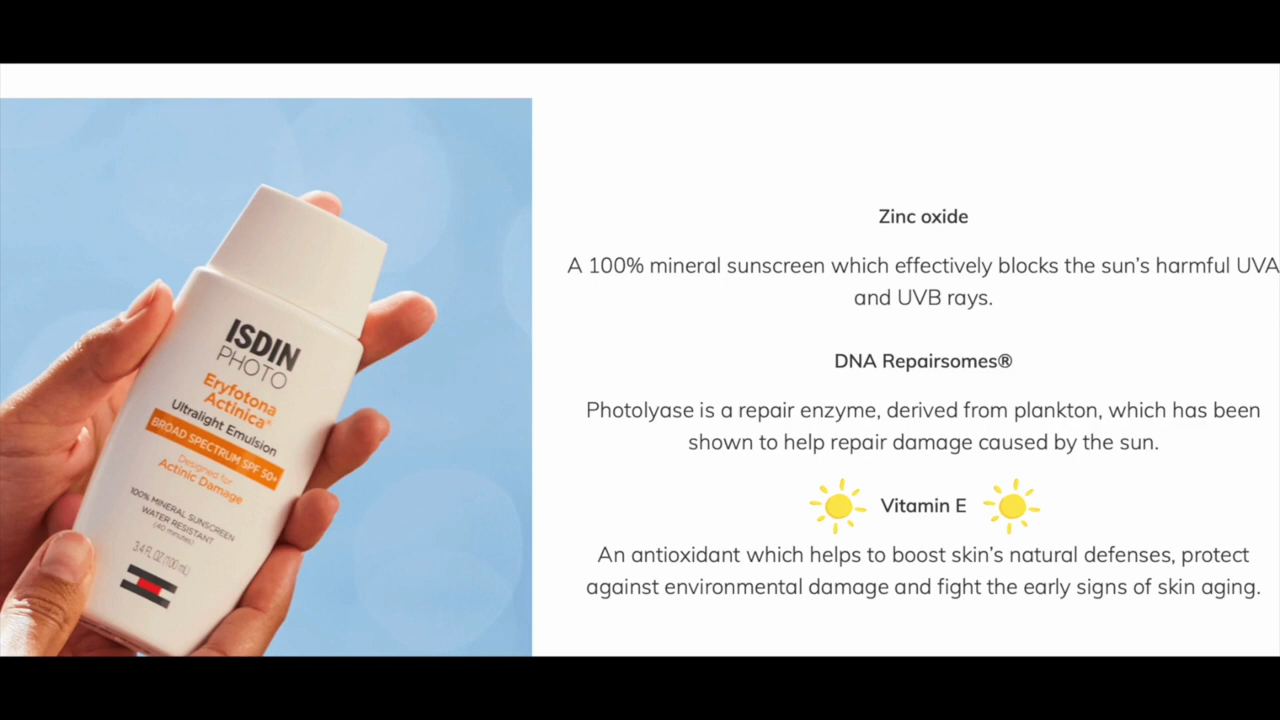 ISDIN
PHOTO
Eryfotona
Actinica®
Ultralight Emulsion
BROAD SPECTRUM SPF 50+
Designed for
Actinic Damage
100% MINERAL SUNSCREEN
WATER RESISTANT
(40 minutes)
3.4 FL OZ (100 mL)
Zinc oxide
A 100% mineral sunscreen which effectively blocks the sun’s harmful UVA
and UVB rays.
DNA Repairsomes®
Photolyase is a repair enzyme, derived from plankton, which has been
shown to help repair damage caused by the sun.
Vitamin E
An antioxidant which helps to boost skin’s natural defenses, protect
against environmental damage and fight the early signs of skin aging.